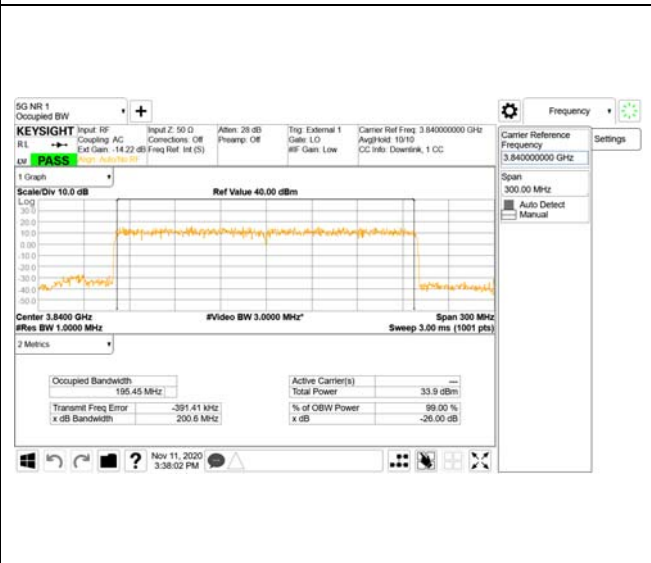 5G NR 1
Occupied BW
Frequency
KEYSIGHT
Input: RF
Input Z: 50 Ω
Atten: 28 dB
Trig: External 1
Carrier Ref Freq: 3.840000000 GHz
R L
Coupling: AC
Corrections: Off
Preamp: Off
Gate: LO
Avg|Hold: 10/10
Ext Gain: -14.22 dB
Freq Ref: Int (S)
#IF Gain: Low
CC Info: Downlink, 1 CC
PASS
Align: Auto/No RF
Carrier Reference
Frequency
3.840000000 GHz
Settings
Span
300.00 MHz
Auto Detect
Manual
1 Graph
Scale/Div 10.0 dB
Ref Value 40.00 dBm
Log
30.0
20.0
10.0
0.00
-10.0
-20.0
-30.0
-40.0
-50.0
Center 3.8400 GHz
#Video BW 3.0000 MHz*
Span 300 MHz
#Res BW 1.0000 MHz
Sweep 3.00 ms (1001 pts)
2 Metrics
Occupied Bandwidth
195.45 MHz
Active Carrier(s)
---
Total Power
33.9 dBm
Transmit Freq Error
-391.41 kHz
% of OBW Power
99.00 %
x dB Bandwidth
200.6 MHz
x dB
-26.00 dB
?
Nov 11, 2020
3:38:02 PM